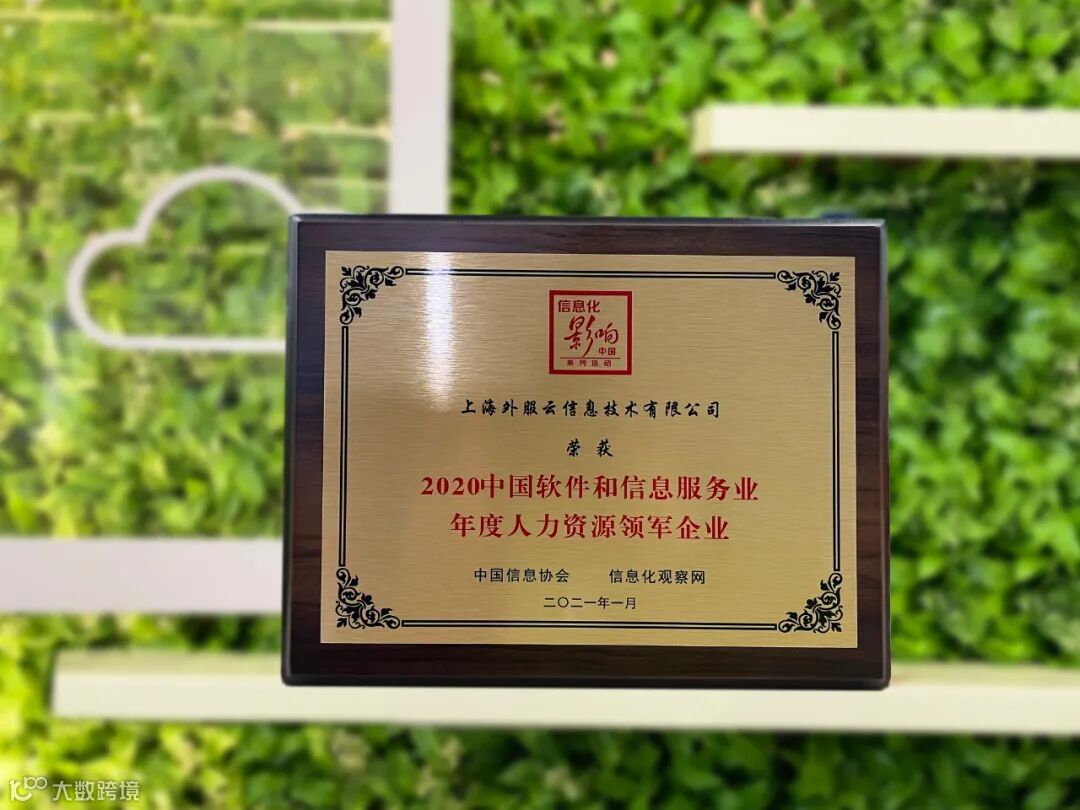 信息化
影响
中国
系列活动
上海外服云信息技术有限公司
荣获
2020中国软件和信息服务业
年度人力资源领军企业
中国信息协会 信息化观察网
二〇二一年一月
大数跨境